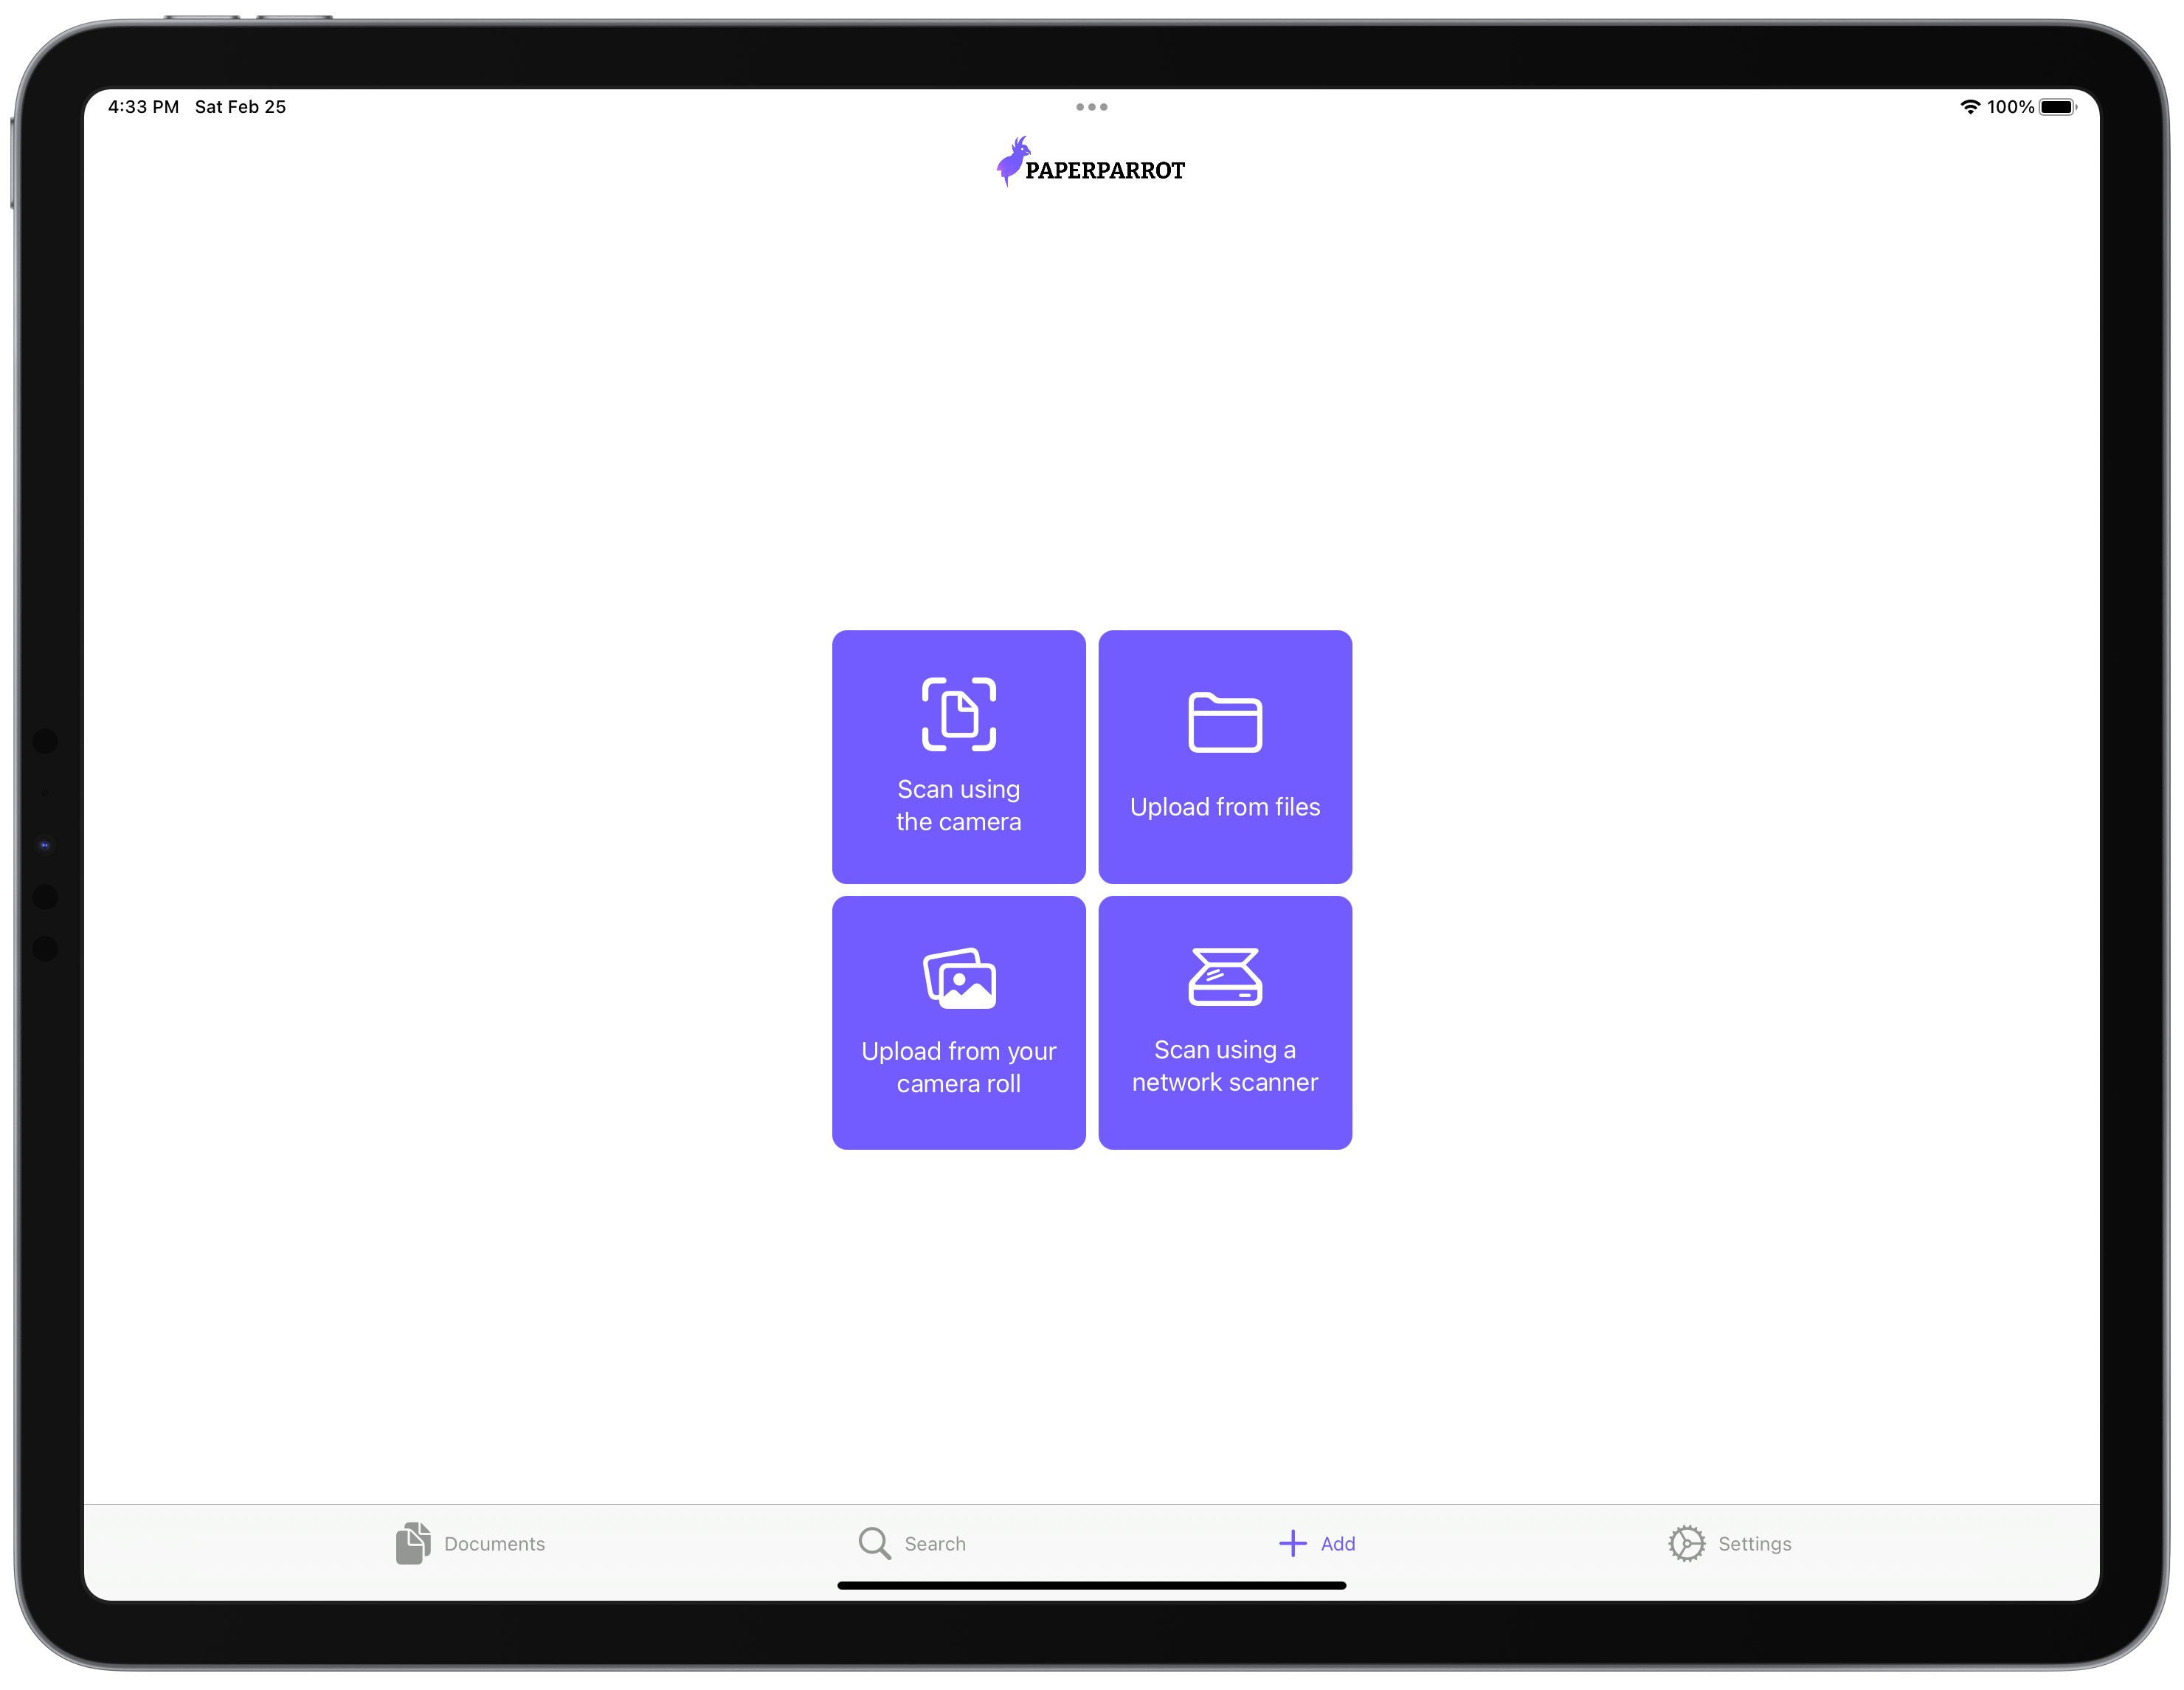 4:33 PM Sat Feb 25
100%
PAPERPARROT
Scan using
the camera
Upload from files
Upload from your
camera roll
Scan using a
network scanner
Documents
Search
Add
Settings